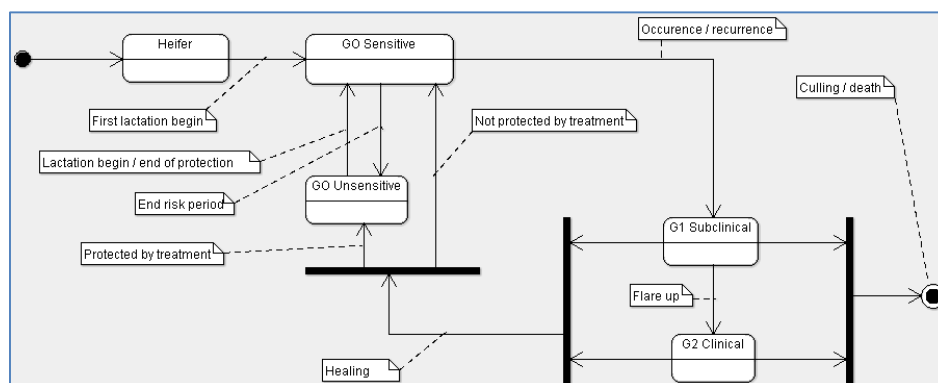 Heifer
GO Sensitive
Occurence / recurrence
Culling / death
First lactation begin
Not protected by treatment
Lactation begin / end of protection
GO Unsensitive
End risk period
G1 Subclinical
Protected by treatment
Flare up
G2 Clinical
Healing